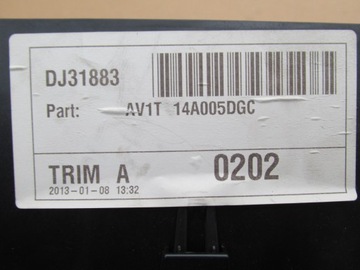 DJ31883
Part: AV1T 14A005DGC
TRIM A 0202
2013-01-08 13:32